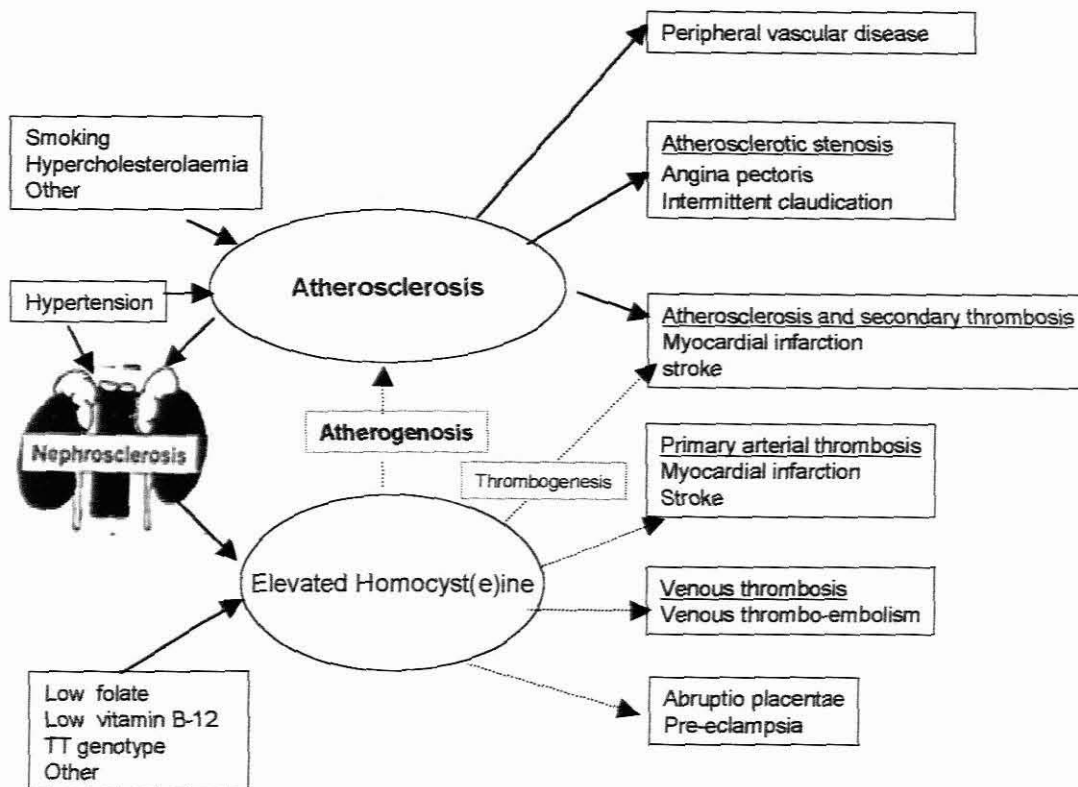 Peripheral vascular disease
Smoking
Hypercholesterolaemia
Other
Atherosclerotic stenosis
Angina pectoris
Intermittent claudication
Atherosclerosis
Hypertension
Atherosclerosis and secondary thrombosis
Myocardial infarction
stroke
Atherogenosis
Nephrosclerosis
Primary arterial thrombosis
Myocardial infarction
Stroke
Thrombogenesis
Elevated Homocyst(e)ine
Venous thrombosis
Venous thrombo-embolism
Low folate
Low vitamin B-12
TT genotype
Other
Abruptio placentae
Pre-eclampsia